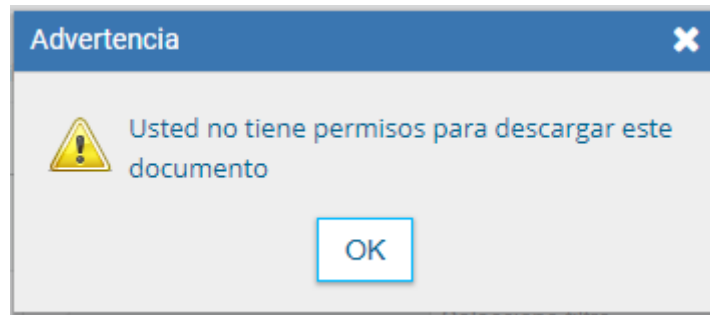 Advertencia
Usted no tiene permisos para descargar este
documento
OK